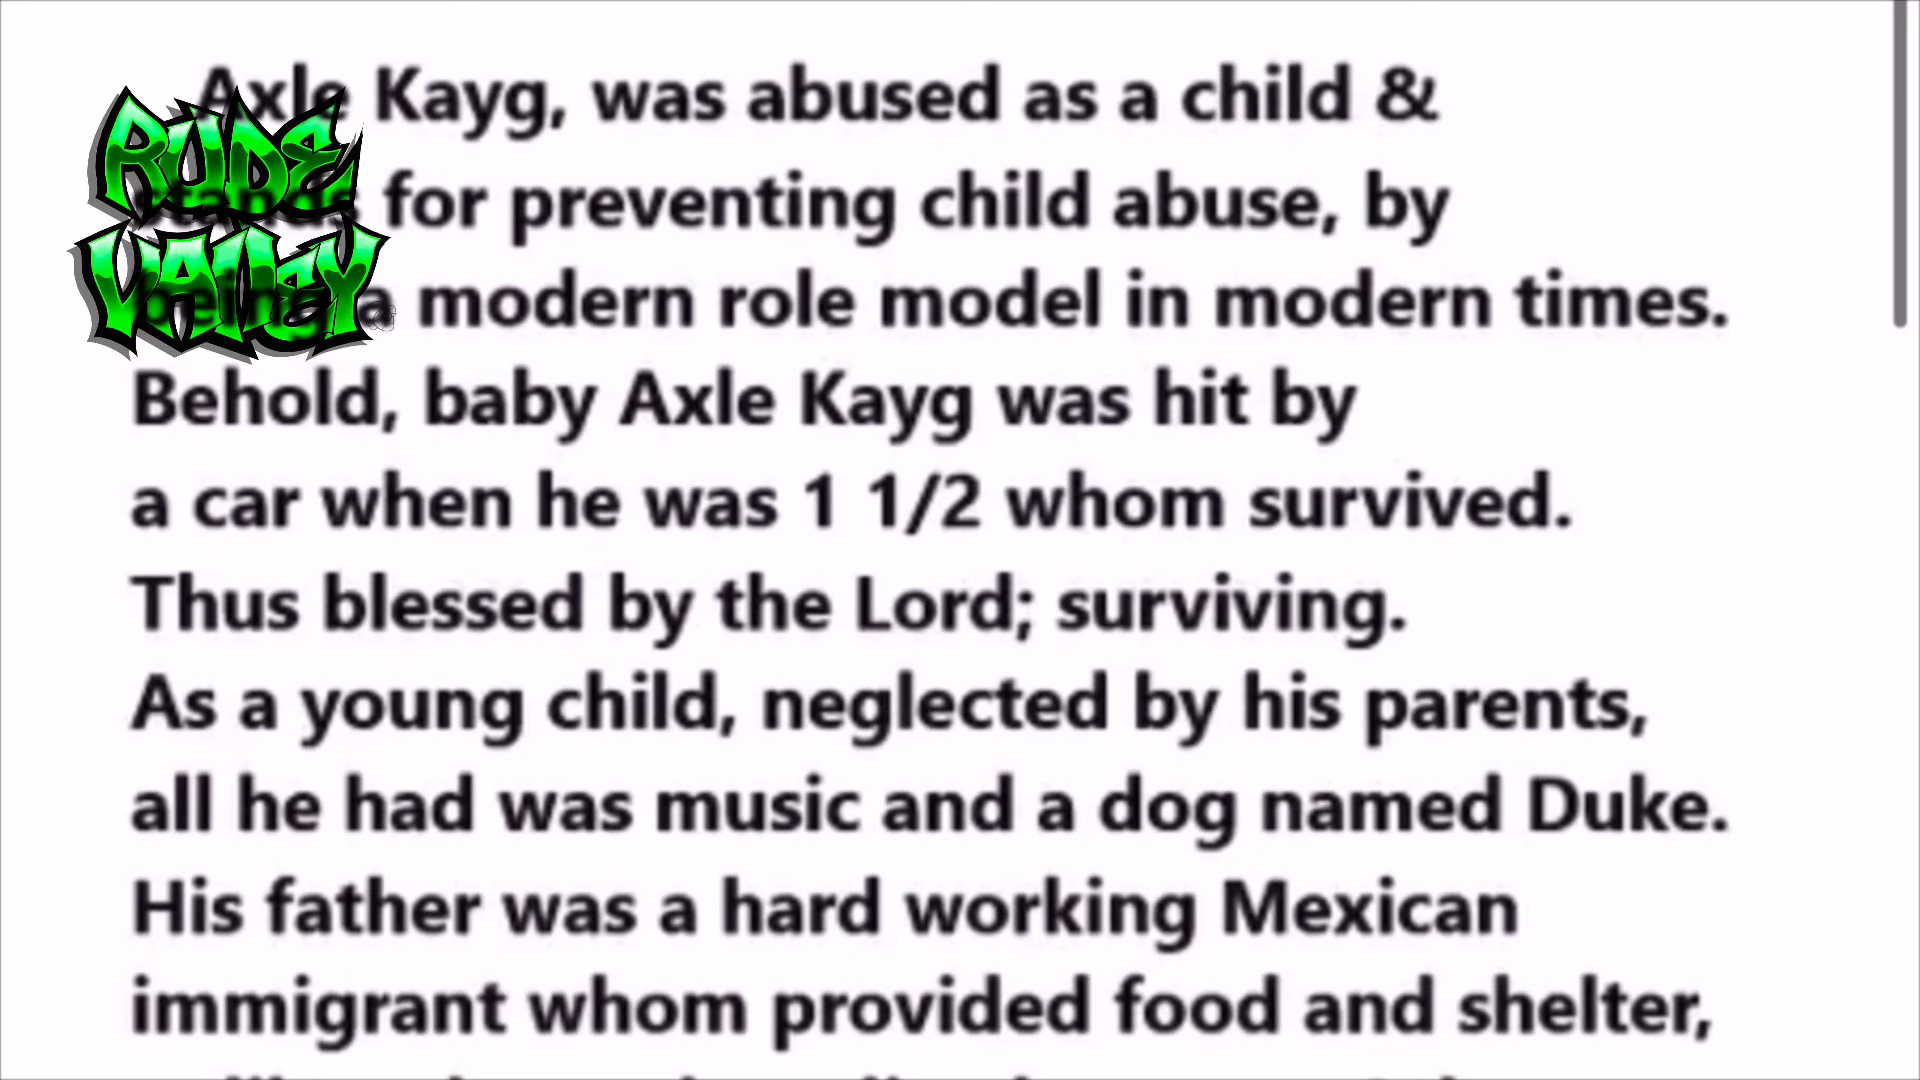 Axle Kayg, was abused as a child &
RUDE
stands for preventing child abuse, by
VALLEY
being a modern role model in modern times.
Behold, baby Axle Kayg was hit by
a car when he was 1 1/2 whom survived.
Thus blessed by the Lord; surviving.
As a young child, neglected by his parents,
all he had was music and a dog named Duke.
His father was a hard working Mexican
immigrant whom provided food and shelter,